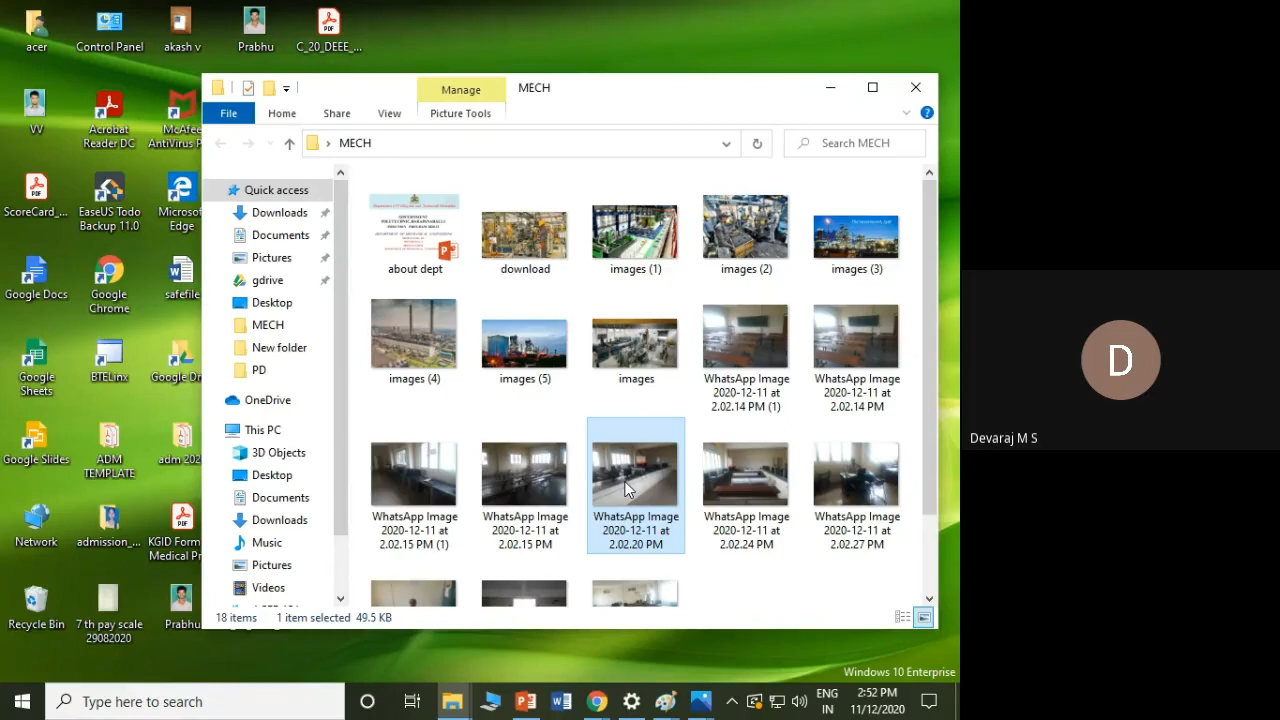 acer
Control Panel
akash v
Prabhu
C_20_DEEE_...
VV
Acrobat
Reader DC
McAfee
AntiVirus P
ScoreCard_...
EaseUS Todo
Backup 11.0
Microsof
Edge
Google Docs
Google
Chrome
safefile
Google
Sheets
BTELinx
Google Dr
Google Slides
ADM
TEMPLATE
adm 202
Network
admission_...
KGID Form
Medical Pr
Recycle Bin
7 th pay scale
29082020
Prabhu
Manage
MECH
File
Home
Share
View
Picture Tools
MECH
Search MECH
Quick access
Downloads
Documents
Pictures
gdrive
Desktop
MECH
New folder
PD
OneDrive
This PC
3D Objects
Desktop
Documents
Downloads
Music
Pictures
Videos
about dept
download
images (1)
images (2)
images (3)
images (4)
images (5)
images
WhatsApp Image
2020-12-11 at
2.02.14 PM (1)
WhatsApp Image
2020-12-11 at
2.02.14 PM
WhatsApp Image
2020-12-11 at
2.02.15 PM (1)
WhatsApp Image
2020-12-11 at
2.02.15 PM
WhatsApp Image
2020-12-11 at
2.02.20 PM
WhatsApp Image
2020-12-11 at
2.02.24 PM
WhatsApp Image
2020-12-11 at
2.02.27 PM
18 items
1 item selected 49.5 KB
Windows 10 Enterprise
Type here to search
ENG
IN
2:52 PM
11/12/2020
D
Devaraj M S